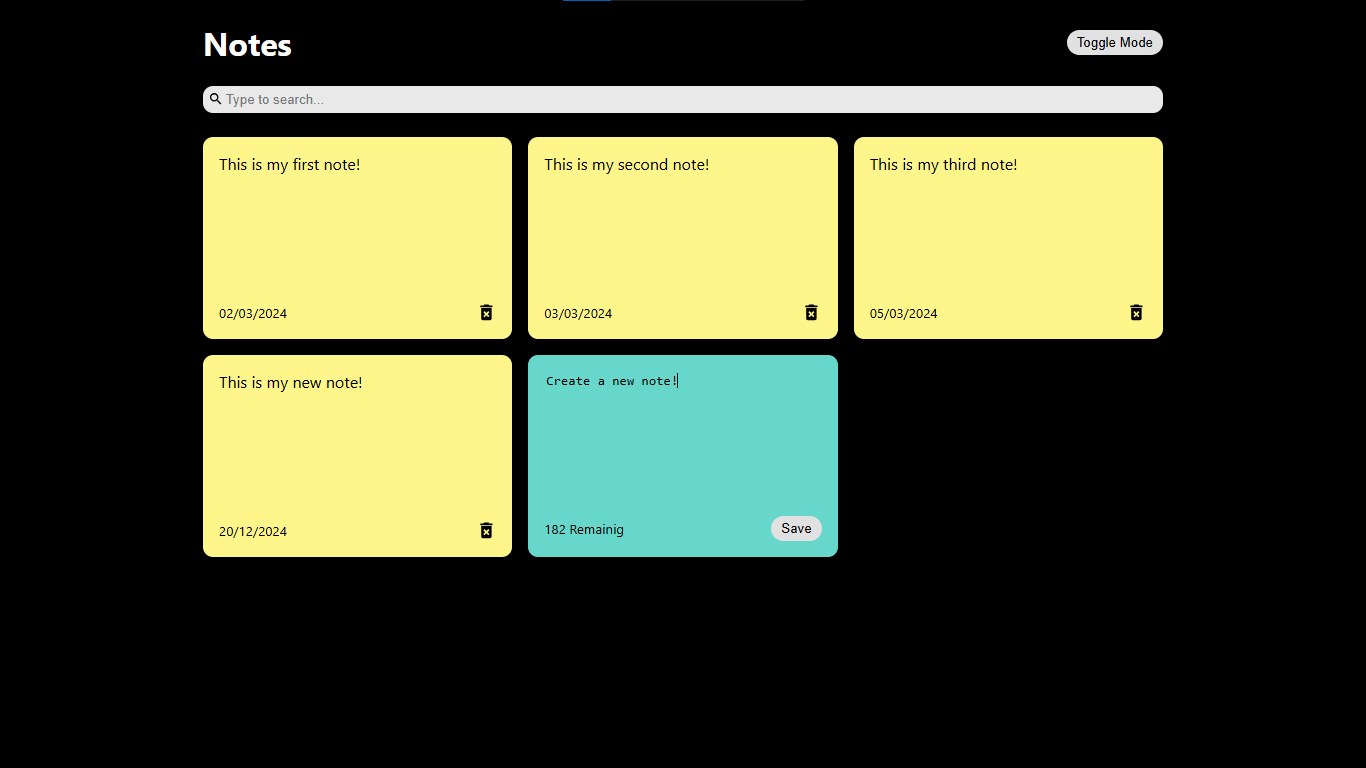 Notes
Toggle Mode
Type to search...
This is my first note!
This is my second note!
This is my third note!
02/03/2024
03/03/2024
05/03/2024
This is my new note!
Create a new note!
20/12/2024
182 Remainig
Save